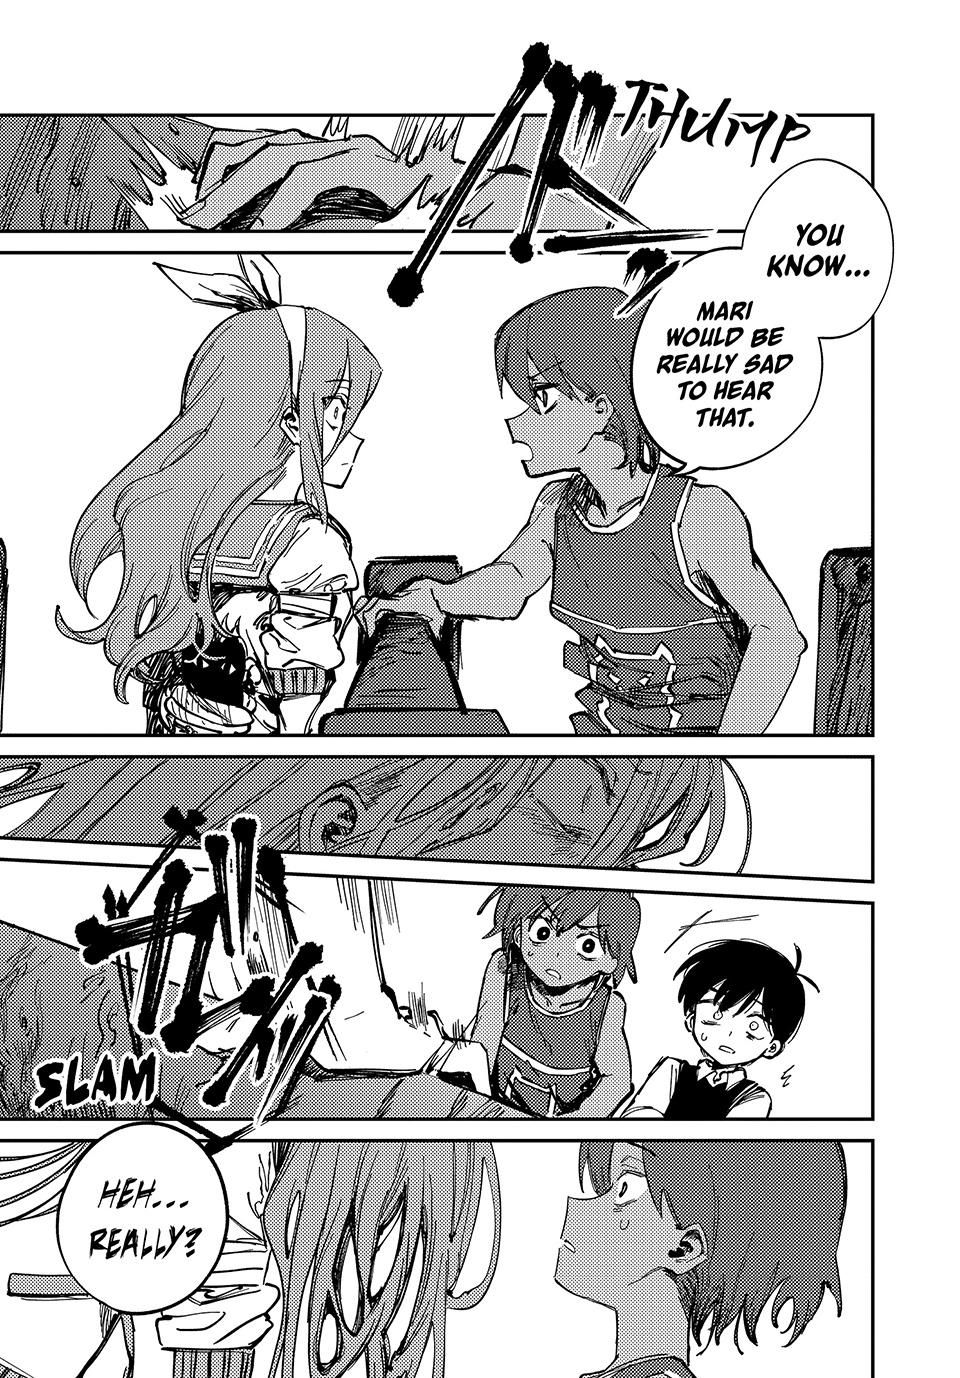 THUMP
YOU
KNOW...
MARI
WOULD BE
REALLY SAD
TO HEAR
THAT.
SLAM
HEH...
REALLY?